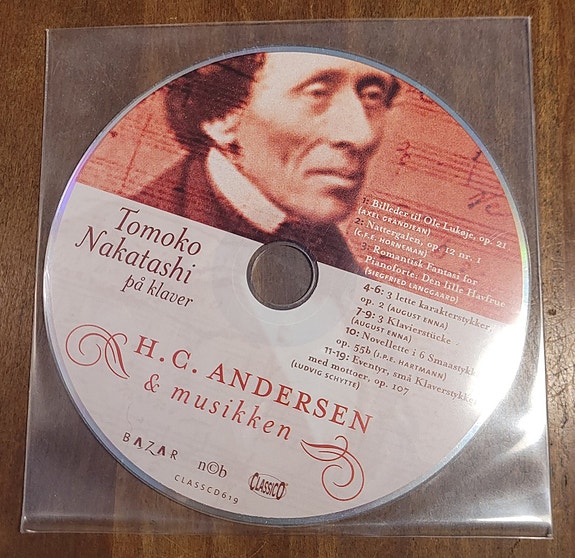 Tomoko
Nakatashi
på klaver
1: Billeder til Ole Lukøje, op. 21
(AXEL GRANDJEAN)
2: Nattergalen, op. 12 nr. 1
(C.F.E. HORNEMAN)
3: Romantisk Fantasi for
Pianoforte: Den lille Havfrue
(SIEGFRIED LANGGAARD)
4-6: 3 lette karakterstykker,
op. 2 (AUGUST ENNA)
7-9: 3 Klavierstücke
(AUGUST ENNA)
10: Novellette i 6 Smaastykker
op. 55b (J.P.E. HARTMANN)
11-19: Eventyr, små Klaverstykker
med mottoer, op. 107
(LUDVIG SCHYTTE)
H.C. ANDERSEN
& musikken
BAZAR
n©b
CLASSICO
CLASSCD619